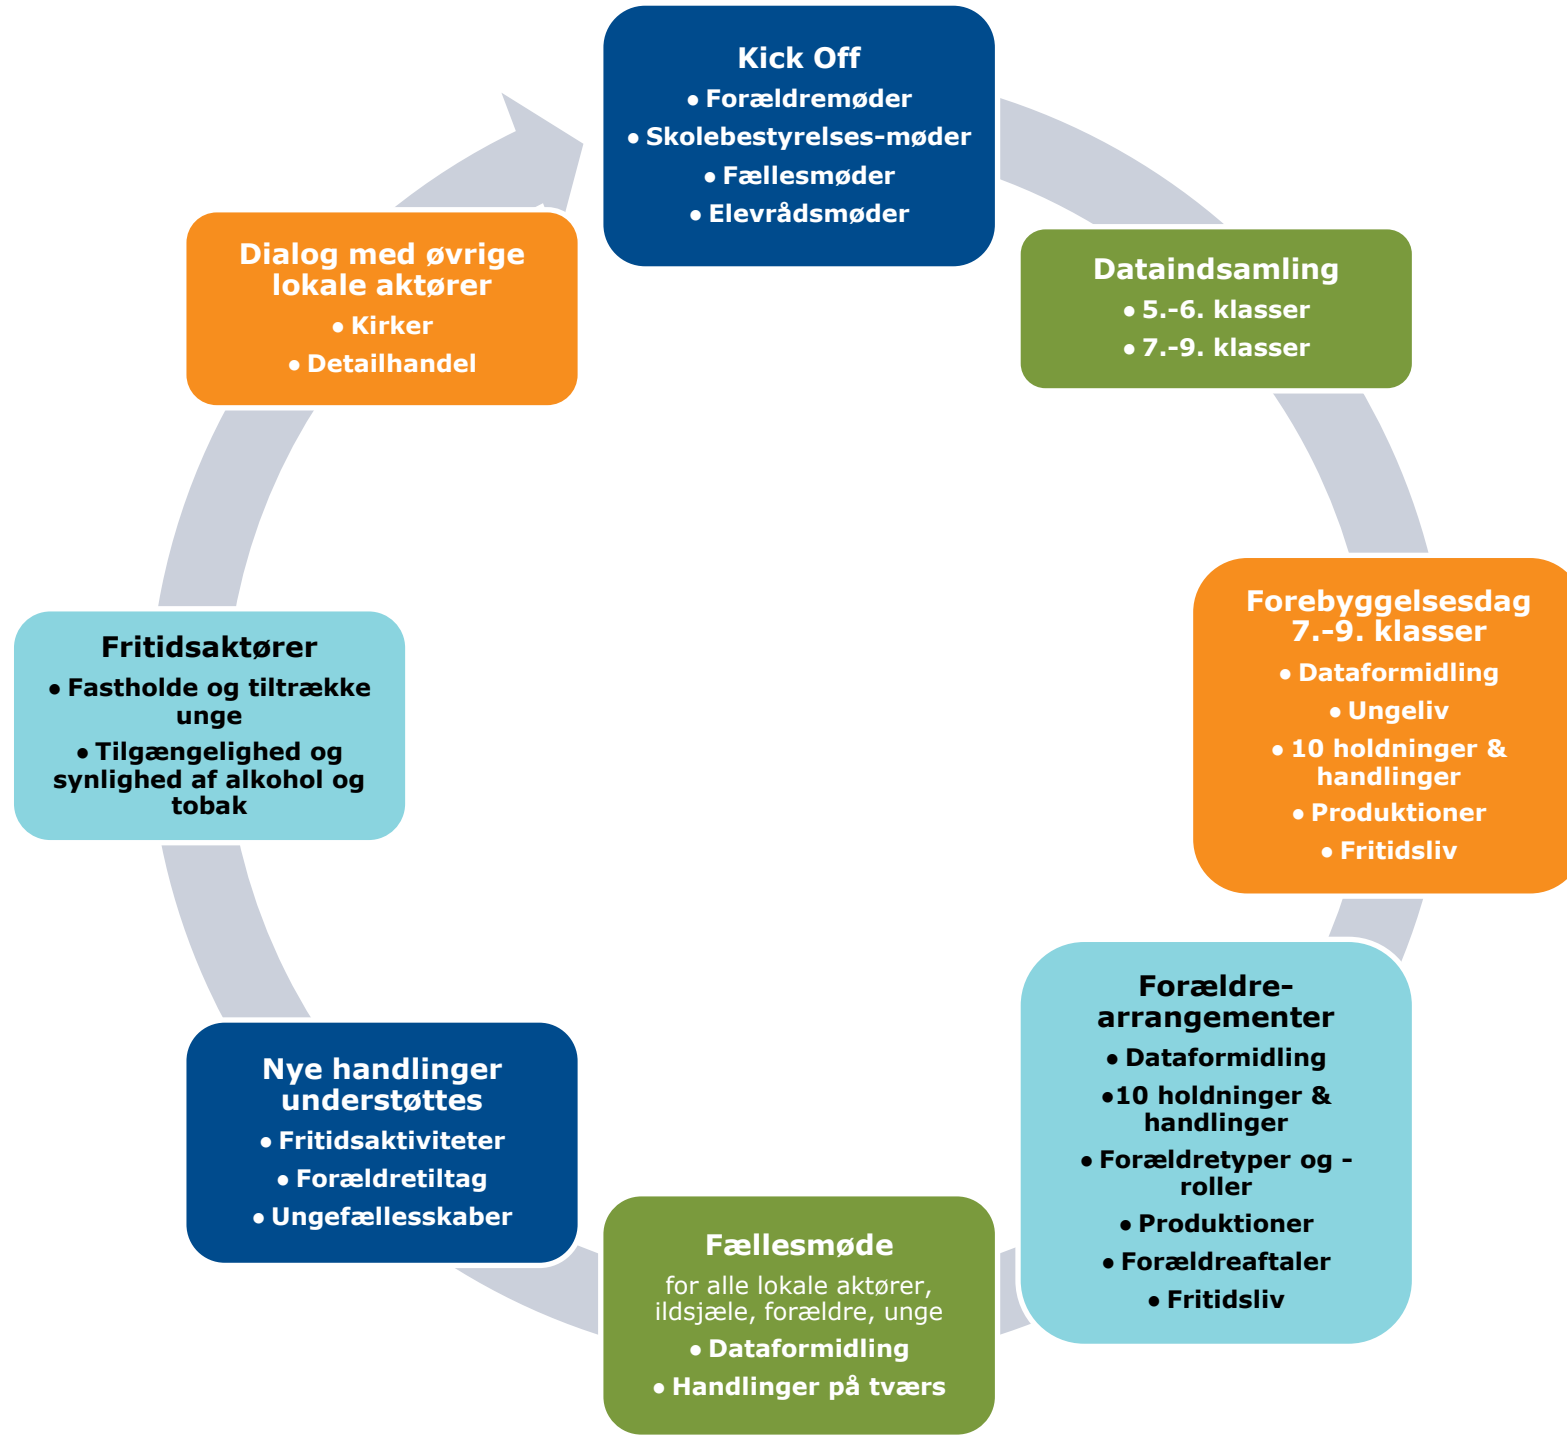 Kick Off
● Forældremøder
● Skolebestyrelses-møder
● Fællesmøder
● Elevrådsmøder
Dataindsamling
● 5.-6. klasser
● 7.-9. klasser
Forebyggelsesdag
7.-9. klasser
● Dataformidling
● Ungeliv
● 10 holdninger &
handlinger
● Produktioner
● Fritidsliv
Forældre-
arrangementer
● Dataformidling
●10 holdninger &
handlinger
● Forældretyper og -
roller
● Produktioner
● Forældreaftaler
● Fritidsliv
Fællesmøde
for alle lokale aktører,
ildsjæle, forældre, unge
● Dataformidling
● Handlinger på tværs
Nye handlinger
understøttes
● Fritidsaktiviteter
● Forældretiltag
● Ungefællesskaber
Fritidsaktører
● Fastholde og tiltrække
unge
● Tilgængelighed og
synlighed af alkohol og
tobak
Dialog med øvrige
lokale aktører
● Kirker
● Detailhandel